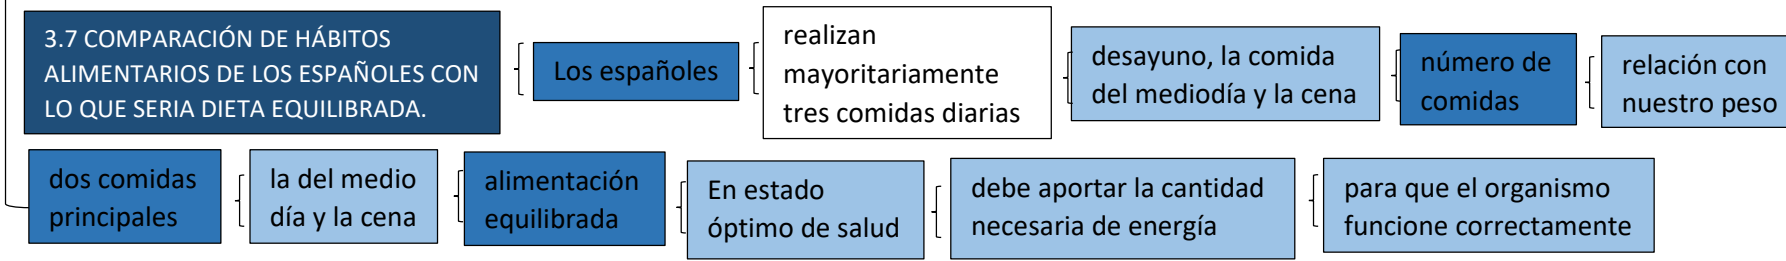 3.7 COMPARACIÓN DE HÁBITOS
ALIMENTARIOS DE LOS ESPAÑOLES CON
LO QUE SERIA DIETA EQUILIBRADA.
Los españoles
realizan
mayoritariamente
tres comidas diarias
desayuno, la comida
del mediodía y la cena
número de
comidas
relación con
nuestro peso
dos comidas
principales
la del medio
día y la cena
alimentación
equilibrada
En estado
óptimo de salud
debe aportar la cantidad
necesaria de energía
para que el organismo
funcione correctamente